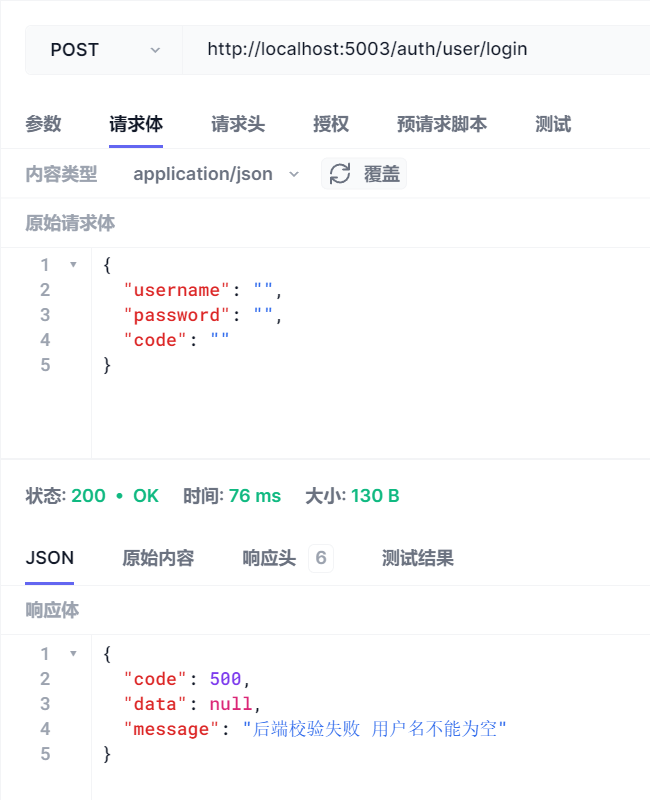 POST http://localhost:5003/auth/user/login
参数 请求体 请求头 授权 预请求脚本 测试
内容类型 application/json 覆盖
原始请求体
1 {
2 "username": "",
3 "password": "",
4 "code": ""
5 }
状态: 200 • OK 时间: 76 ms 大小: 130 B
JSON 原始内容 响应头 6 测试结果
响应体
1 {
2 "code": 500,
3 "data": null,
4 "message": "后端校验失败 用户名不能为空"
5 }